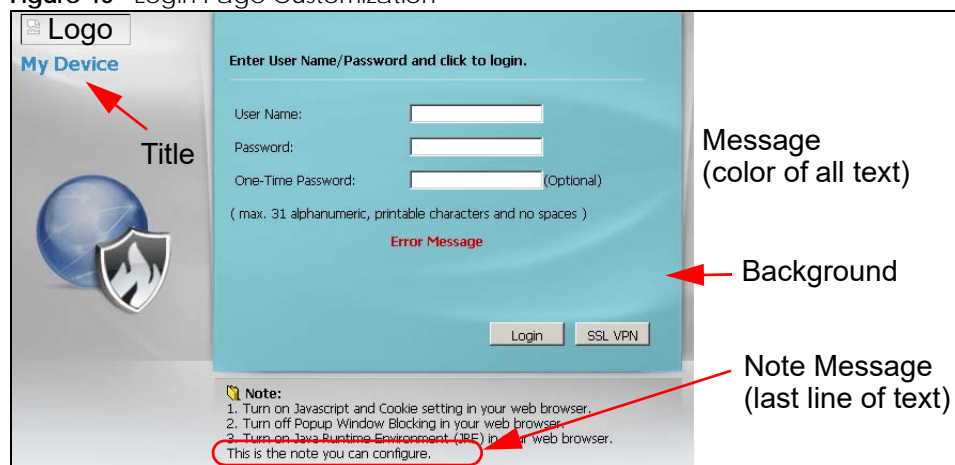 Logo
My Device
Title
Enter User Name/Password and click to login.
User Name:
Password:
One-Time Password:
(Optional)
( max. 31 alphanumeric, printable characters and no spaces )
Error Message
Login
SSL VPN
Message
(color of all text)
Background
Note Message
(last line of text)
Note:
1. Turn on Javascript and Cookie setting in your web browser.
2. Turn off Popup Window Blocking in your web browser.
3. Turn on Java Runtime Environment (JRE) in your web browser.
This is the note you can configure.